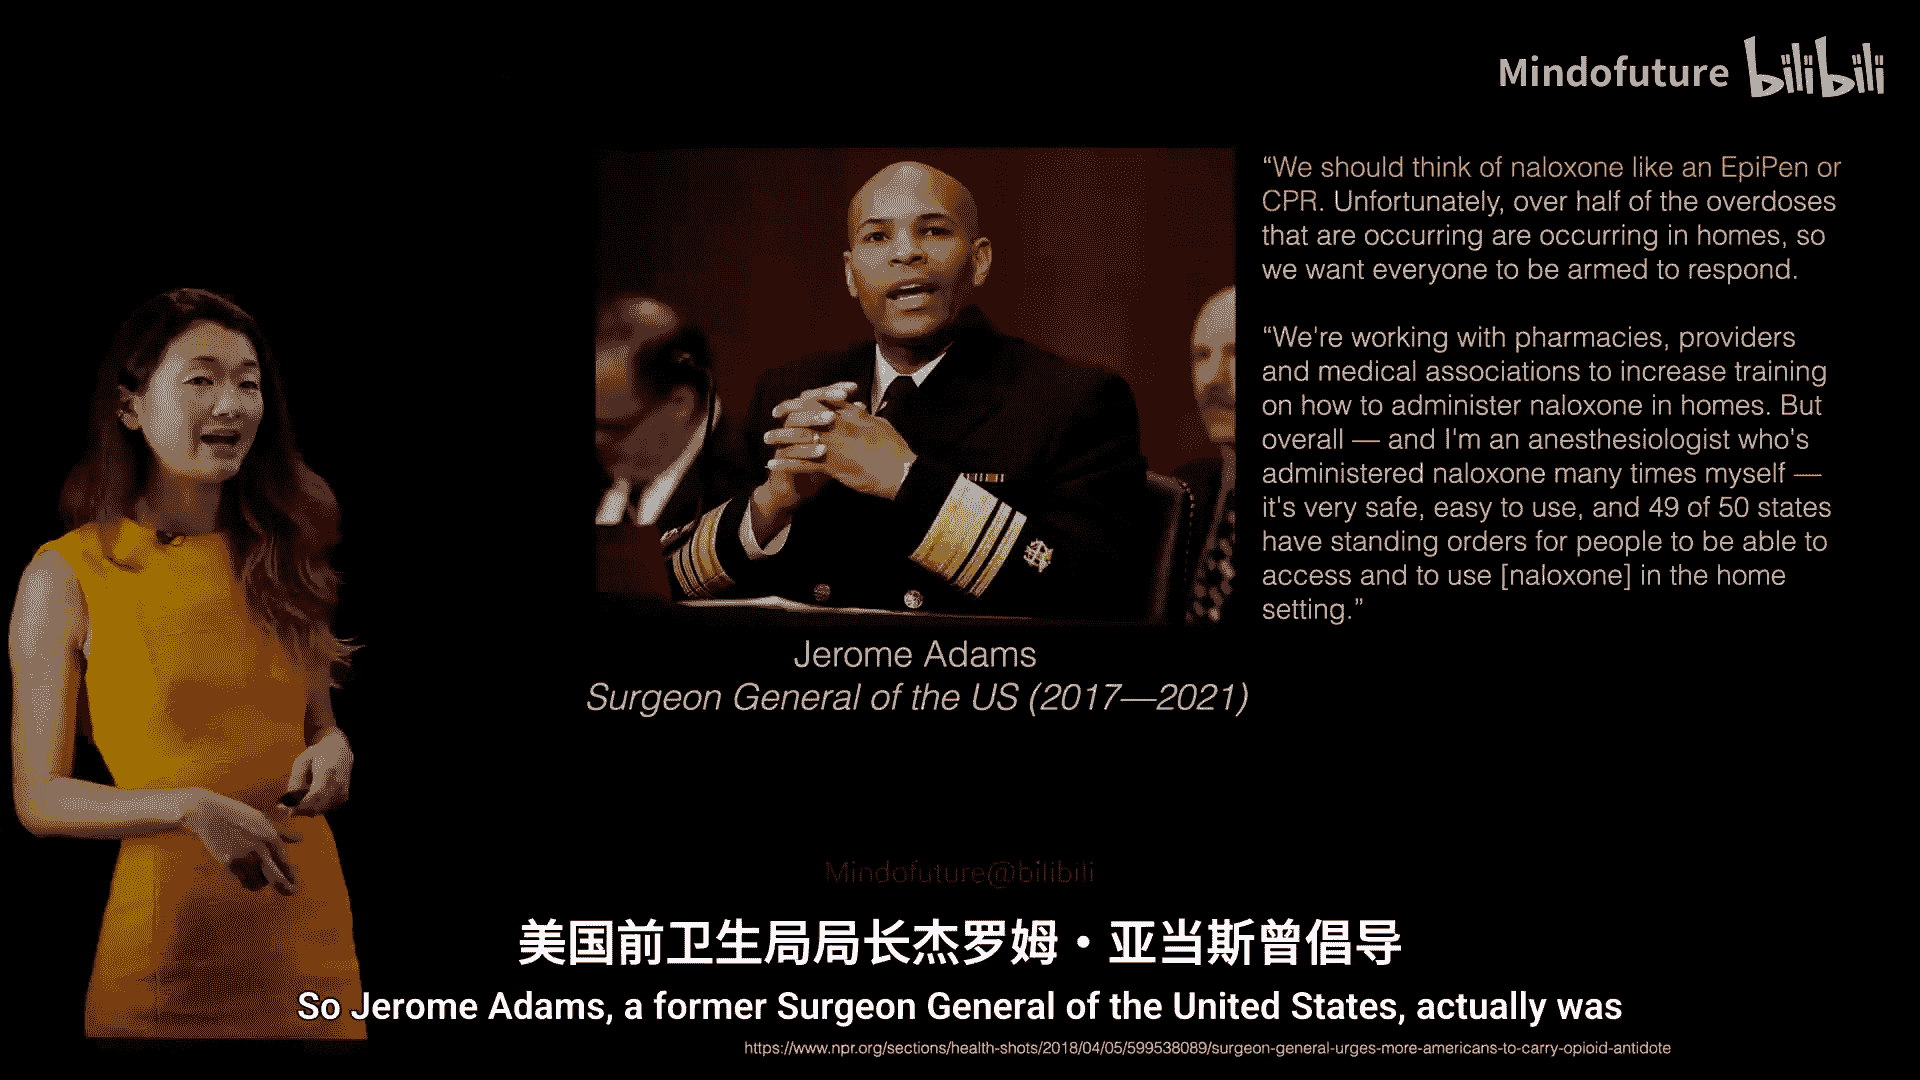 Mindofuture bilibili
“We should think of naloxone like an EpiPen or
CPR. Unfortunately, over half of the overdoses
that are occurring are occurring in homes, so
we want everyone to be armed to respond.
“We're working with pharmacies, providers
and medical associations to increase training
on how to administer naloxone in homes. But
overall — and I'm an anesthesiologist who's
administered naloxone many times myself —
it's very safe, easy to use, and 49 of 50 states
have standing orders for people to be able to
access and to use [naloxone] in the home
setting.”
Jerome Adams
Surgeon General of the US (2017—2021)
Mindofuture@bilibili
美国前卫生局局长杰罗姆·亚当斯曾倡导
So Jerome Adams, a former Surgeon General of the United States, actually was
https://www.npr.org/sections/health-shots/2018/04/05/599538089/surgeon-general-urges-more-americans-to-carry-opioid-antidote